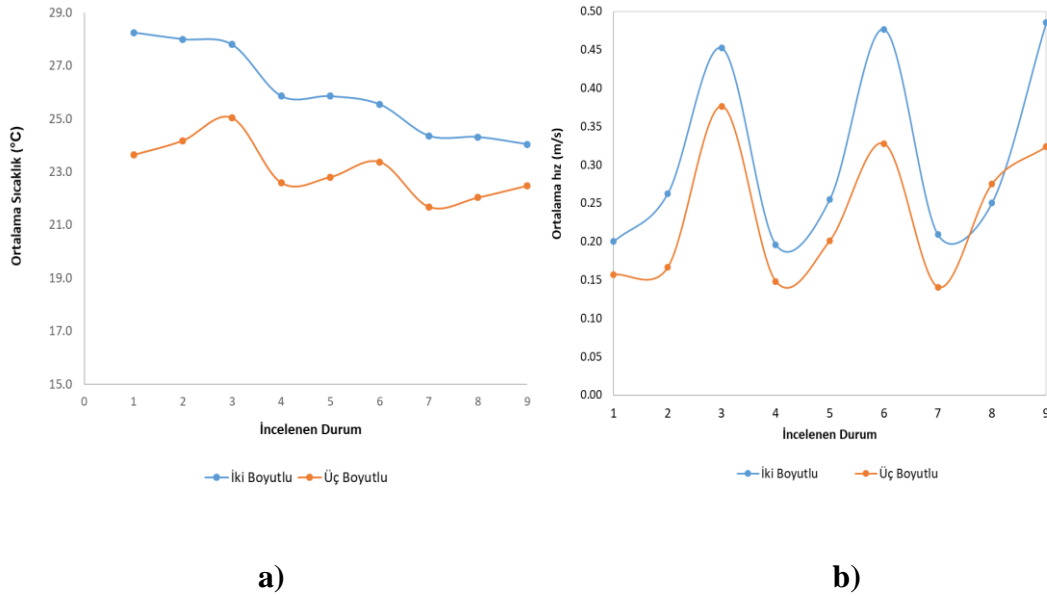 29.0
27.0
25.0
23.0
21.0
19.0
17.0
15.0
0 1 2 3 4 5 6 7 8 9
Ortalama Sıcaklık (°C)
İncelenen Durum
İki Boyutlu Üç Boyutlu
a)
0.50
0.45
0.40
0.35
0.30
0.25
0.20
0.15
0.10
0.05
0.00
1 2 3 4 5 6 7 8 9
Ortalama hız (m/s)
İncelenen Durum
İki Boyutlu Üç Boyutlu
b)